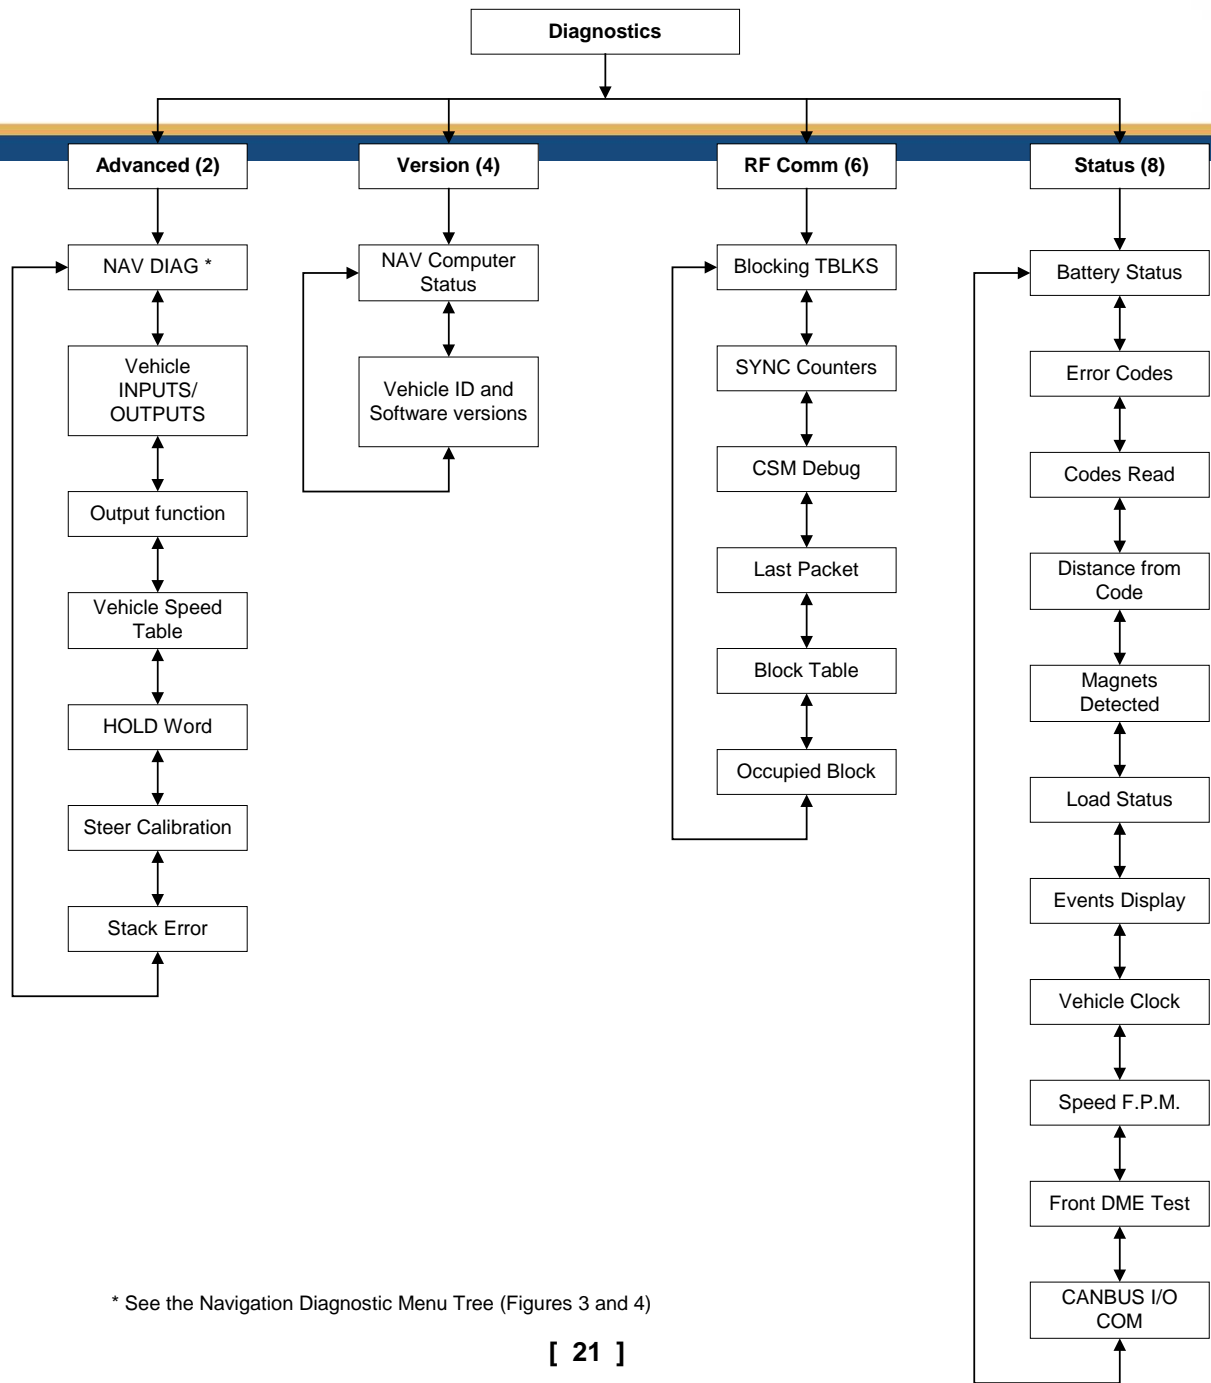 Diagnostics
Advanced (2)
Version (4)
RF Comm (6)
Status (8)
NAV DIAG *
Vehicle
INPUTS/
OUTPUTS
Output function
Vehicle Speed
Table
HOLD Word
Steer Calibration
Stack Error
NAV Computer
Status
Vehicle ID and
Software versions
Blocking TBLKS
SYNC Counters
CSM Debug
Last Packet
Block Table
Occupied Block
Battery Status
Error Codes
Codes Read
Distance from
Code
Magnets
Detected
Load Status
Events Display
Vehicle Clock
Speed F.P.M.
Front DME Test
CANBUS I/O
COM
* See the Navigation Diagnostic Menu Tree (Figures 3 and 4)
[ 21 ]